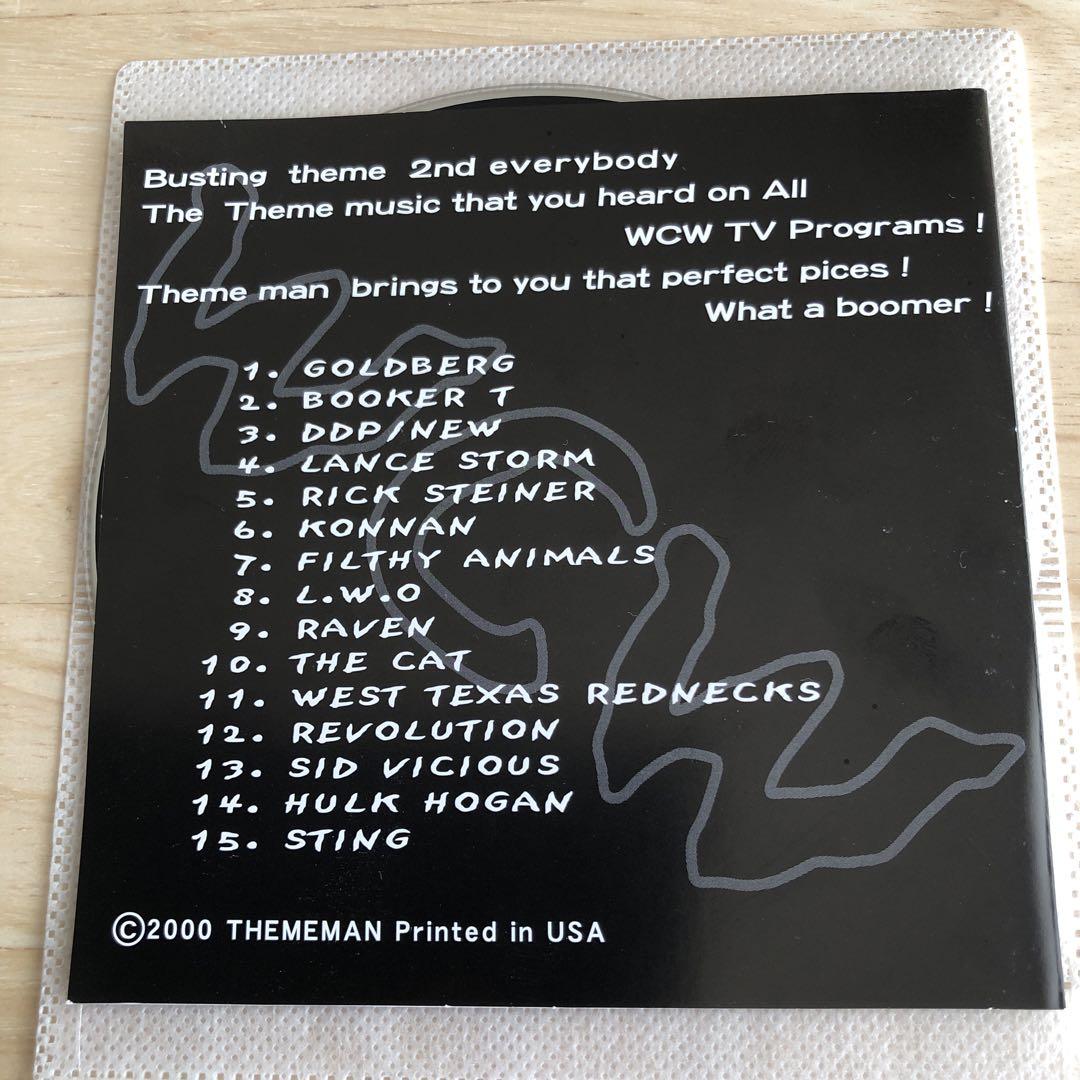 Busting theme 2nd everybody
The Theme music that you heard on All
WCW TV Programs !
Theme man brings to you that perfect pices !
What a boomer !
1. GOLDBERG
2. BOOKER T
3. DDP/NEW
4. LANCE STORM
5. RICK STEINER
6. KONNAN
7. FILTHY ANIMALS
8. L.W.O
9. RAVEN
10. THE CAT
11. WEST TEXAS REDNECKS
12. REVOLUTION
13. SID VICIOUS
14. HULK HOGAN
15. STING
©2000 THEMEMAN Printed in USA
WCW